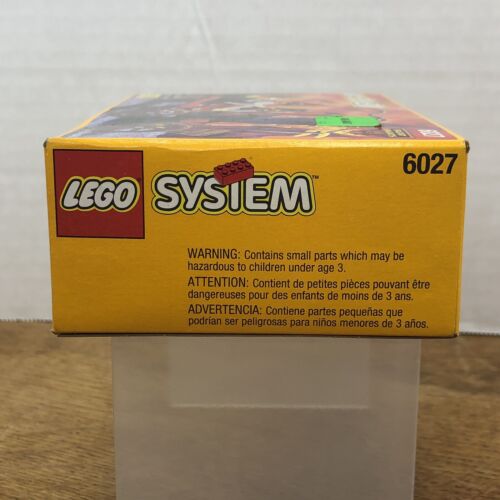 LEGO SYSTEM™ 6027
WARNING: Contains small parts which may be
hazardous to children under age 3.
ATTENTION: Contient de petites pièces pouvant être
dangereuses pour des enfants de moins de 3 ans.
ADVERTENCIA: Contiene partes pequeñas que
podrían ser peligrosas para niños menores de 3 años.